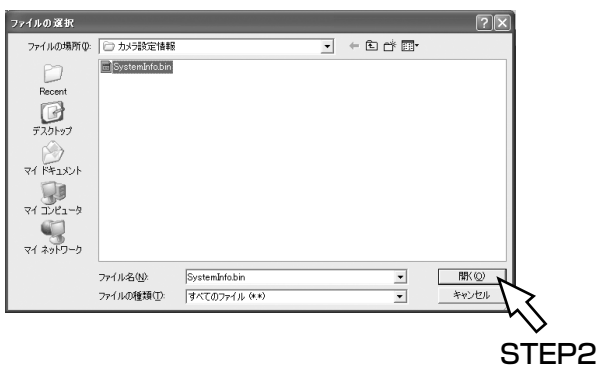 ファイルの選択
ファイルの場所(I):
カメラ設定情報
SystemInfo.bin
Recent
デスクトップ
マイ ドキュメント
マイ コンピュータ
マイ ネットワーク
ファイル名(N):
SystemInfo.bin
開く(O)
ファイルの種類(T):
すべてのファイル (*.*)
キャンセル
STEP2